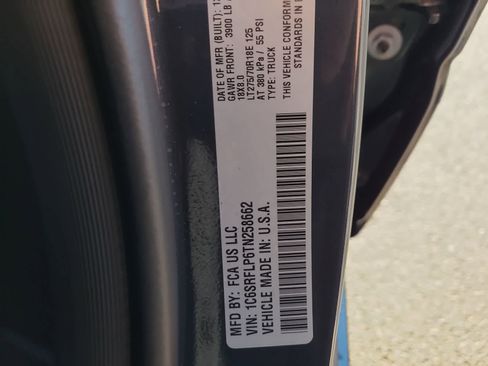 MFD BY: FCA US LLC
VIN: 1C6SRFLP6TN258662
VEHICLE MADE IN: U.S.A.
DATE OF MFR (BUILT):
GAWR FRONT: 3900 LB
18X8.0
LT275/70R18E 125
AT 380 kPa / 55 PSI
TYPE: TRUCK
THIS VEHICLE CONFORM
STANDARDS IN